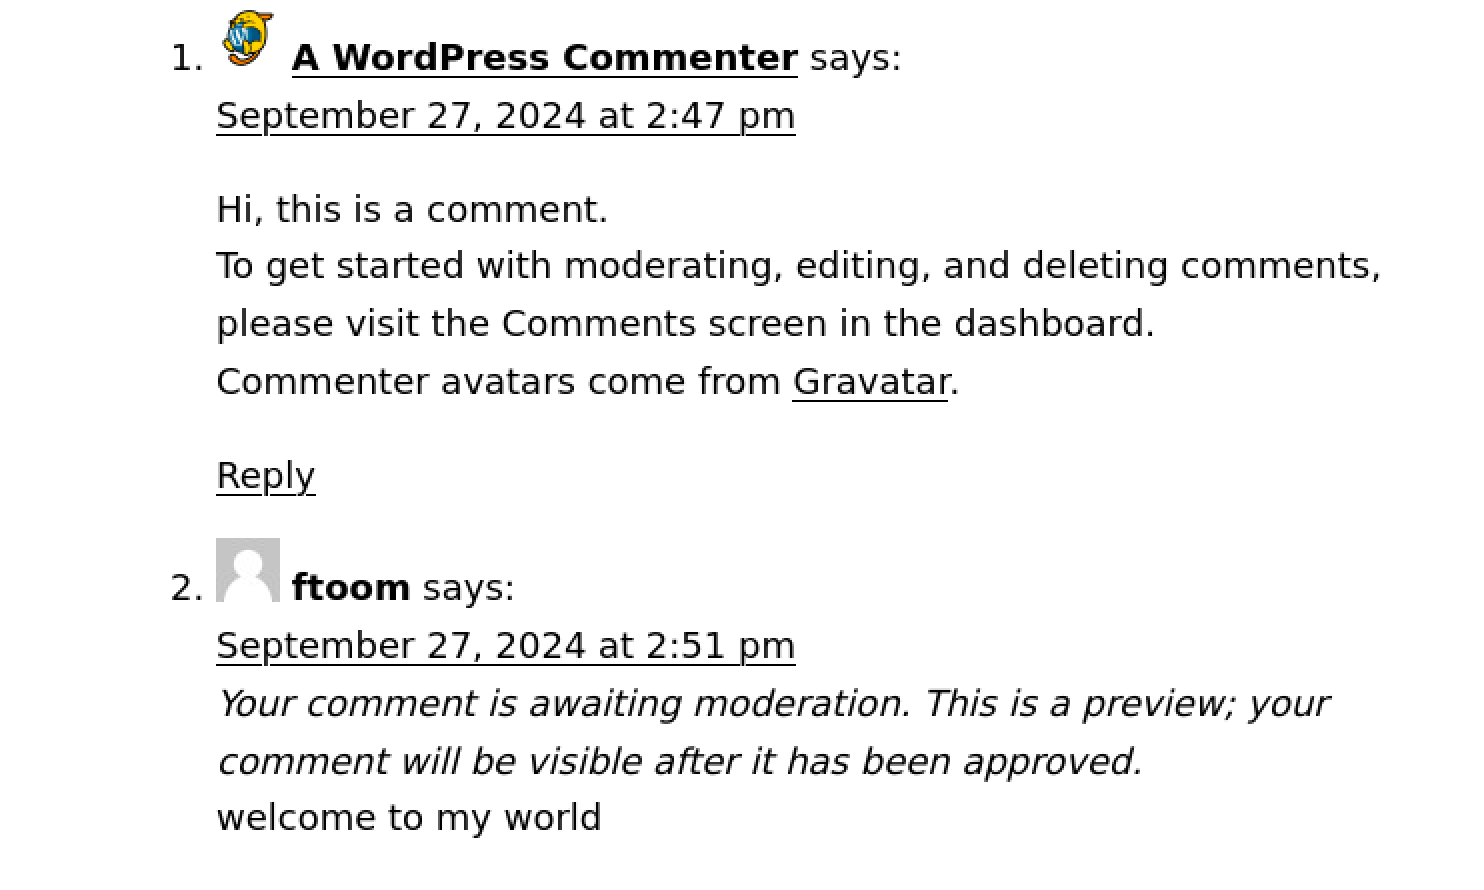 1. A WordPress Commenter says:
September 27, 2024 at 2:47 pm
Hi, this is a comment.
To get started with moderating, editing, and deleting comments,
please visit the Comments screen in the dashboard.
Commenter avatars come from Gravatar.
Reply
2. ftoom says:
September 27, 2024 at 2:51 pm
Your comment is awaiting moderation. This is a preview; your
comment will be visible after it has been approved.
welcome to my world